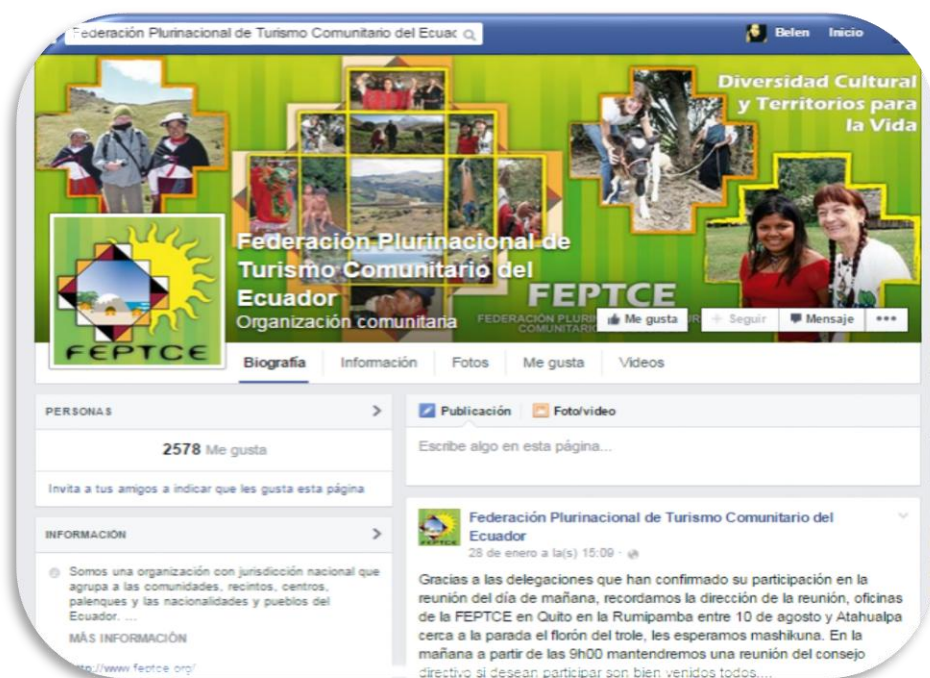 Federación Plurinacional de Turismo Comunitario del Ecuac
Belen Inicio
Diversidad Cultural
y Territorios para
la Vida
Federación Plurinacional de
Turismo Comunitario del
Ecuador
Organización comunitaria
FEPTCE
FEDERACIÓN
COMUNITARIO
Me gusta
Seguir
Mensaje
FEPTCE
Biografía Información Fotos Me gusta Videos
PERSONAS
2578 Me gusta
Invita a tus amigos a indicar que les gusta esta página
INFORMACIÓN
Somos una organización con jurisdicción nacional que
agrupa a las comunidades, recintos, centros,
palenques y las nacionalidades y pueblos del
Ecuador. ...
MÁS INFORMACIÓN
http://www.feptce.org/
Publicación Foto/video
Escribe algo en esta página...
FEPTCE
Federación Plurinacional de Turismo Comunitario del
Ecuador
28 de enero a la(s) 15:09 ·
Gracias a las delegaciones que han confirmado su participación en la
reunión del día de mañana, recordamos la dirección de la reunión, oficinas
de la FEPTCE en Quito en la Rumipamba entre 10 de agosto y Atahualpa
cerca a la parada el florón del trole, les esperamos mashikuna. En la
mañana a partir de las 9h00 mantendremos una reunión del consejo
directivo si desean participar son bien venidos todos....